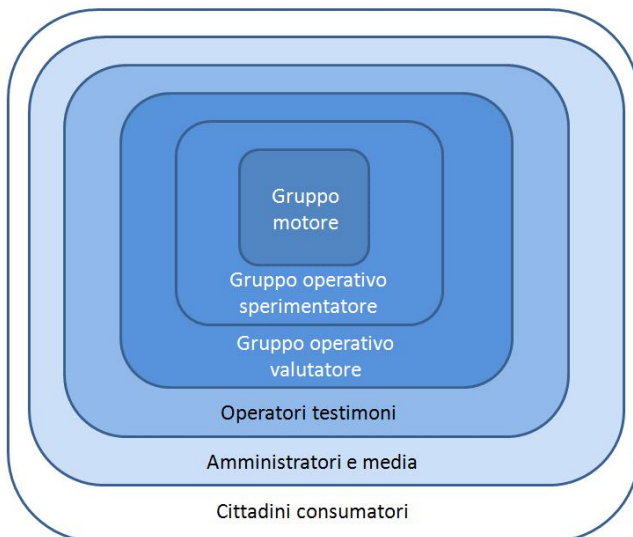 Gruppo
motore
Gruppo operativo
sperimentatore
Gruppo operativo
valutatore
Operatori testimoni
Amministratori e media
Cittadini consumatori